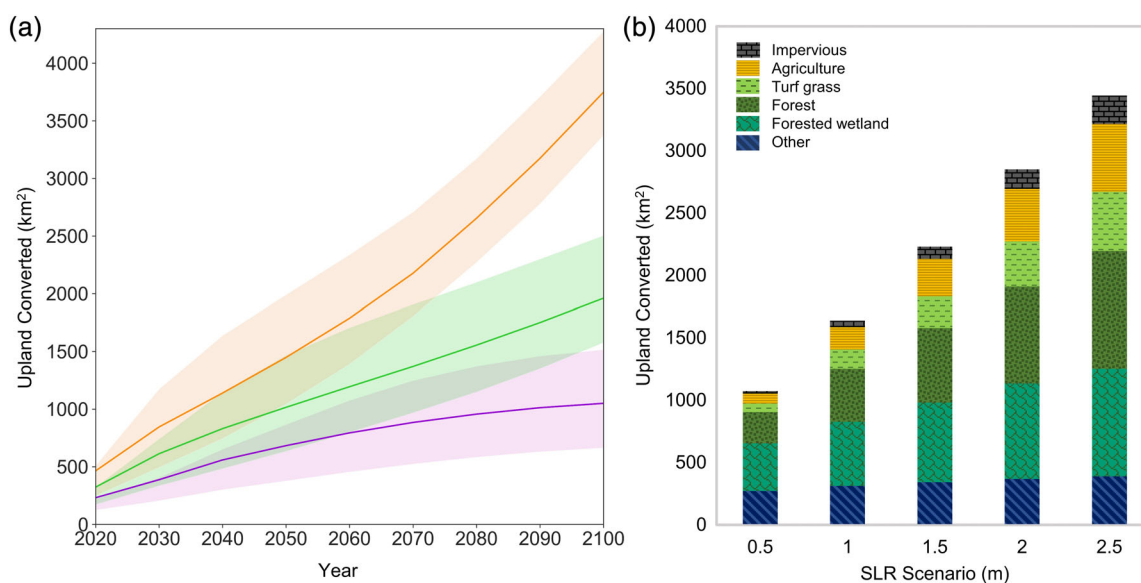 (a)
Upland Converted (km²)
4000
3500
3000
2500
2000
1500
1000
500
0
2020 2030 2040 2050 2060 2070 2080 2090 2100
Year
(b)
Upland Converted (km²)
4000
3500
3000
2500
2000
1500
1000
500
0
Impervious
Agriculture
Turf grass
Forest
Forested wetland
Other
0.5 1 1.5 2 2.5
SLR Scenario (m)